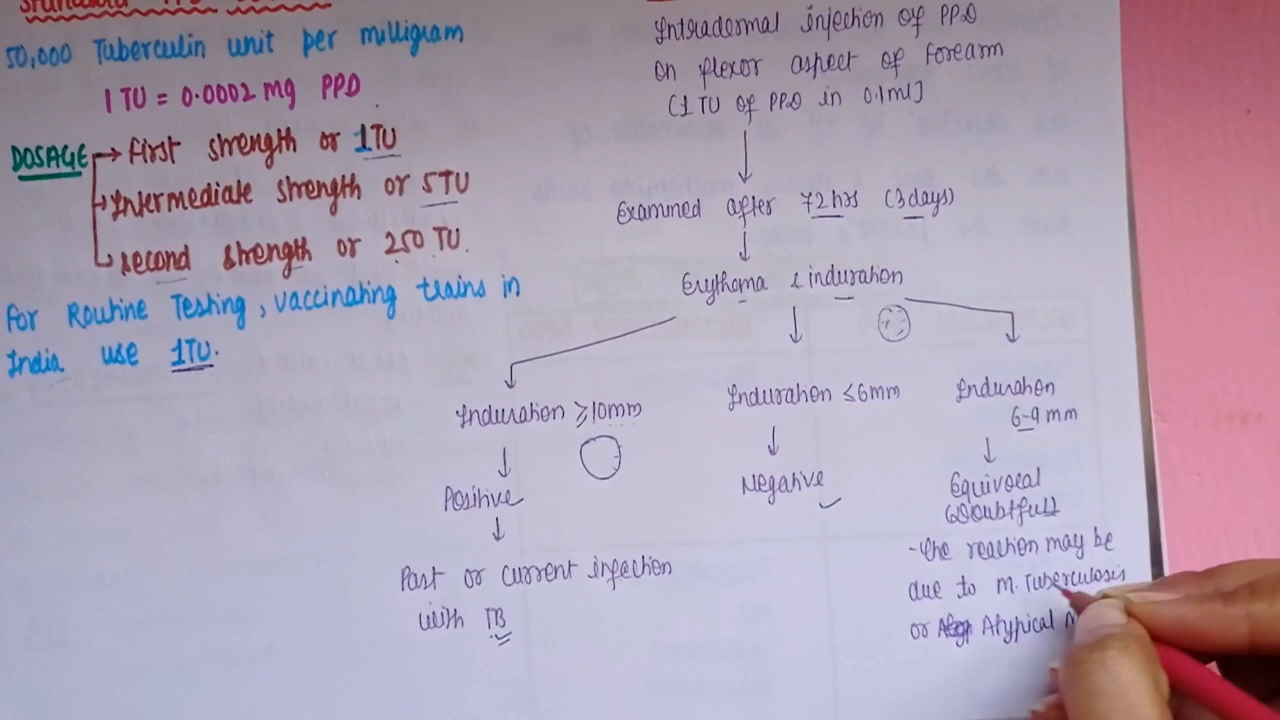 50,000 Tuberculin unit per milligram
1 TU = 0.0002 mg PPD
DOSAGE → First strength or 1TU
→ Intermediate strength or 5TU
→ second strength or 250 TU.
For Routine Testing, vaccinating trains in
India use 1TU.
Intradermal injection of PPD
on flexor aspect of forearm
(1 TU of PPD in 0.1ml)
Examined after 72 hrs (3 days)
Erythema & induration
Induration ≥10mm
Positive
Past or current infection
with TB
Induration ≤6mm
Negative
Induration
6-9 mm
Equivocal
(Doubtful)
-The reaction may be
due to M. Tuberculosis
or Atypical